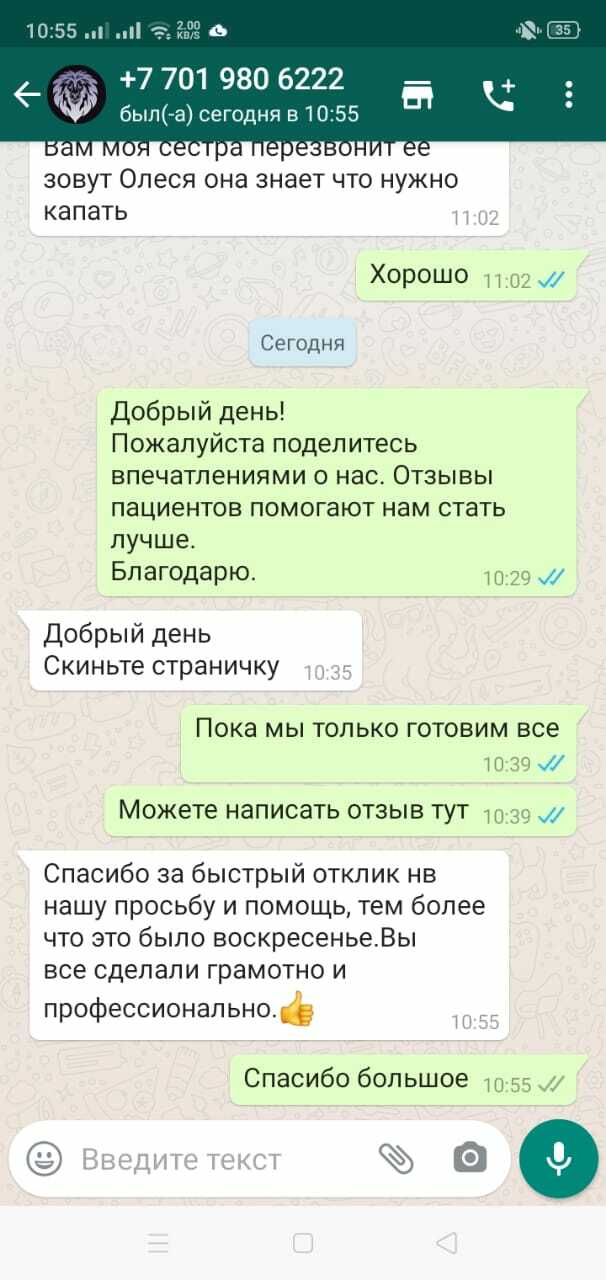 10:55
2.00
KB/S
35
+7 701 980 6222
был(-а) сегодня в 10:55
Вам моя сестра перезвонит ее
зовут Олеся она знает что нужно
капать
11:02
Хорошо
11:02
Сегодня
Добрый день!
Пожалуйста поделитесь
впечатлениями о нас. Отзывы
пациентов помогают нам стать
лучше.
Благодарю.
10:29
Добрый день
Скиньте страничку
10:35
Пока мы только готовим все
10:39
Можете написать отзыв тут
10:39
Спасибо за быстрый отклик нв
нашу просьбу и помощь, тем более
что это было воскресенье.Вы
все сделали грамотно и
профессионально.👍
10:55
Спасибо большое
10:55
Введите текст